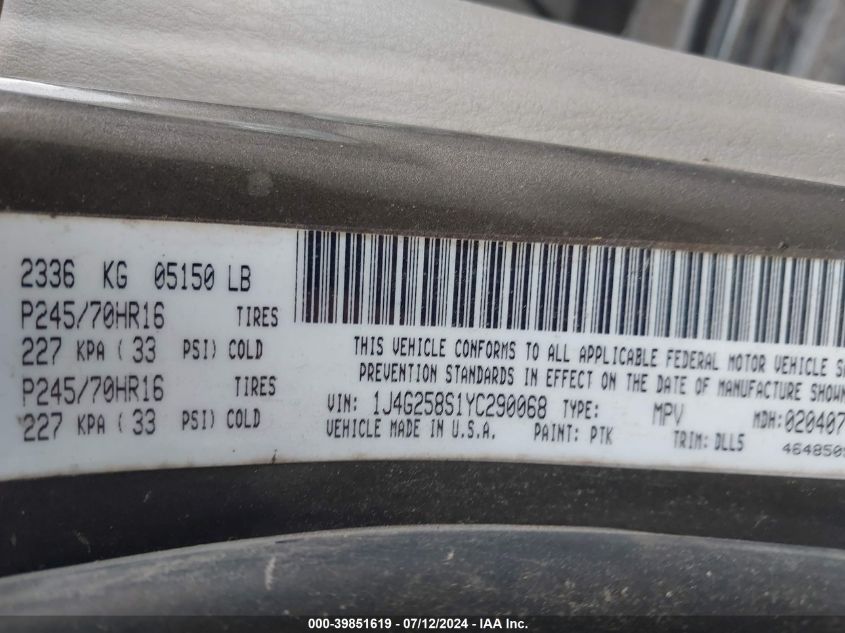 2336 KG 05150 LB
P245/70HR16 TIRES
227 KPA ( 33 PSI) COLD
P245/70HR16 TIRES
227 KPA ( 33 PSI) COLD
THIS VEHICLE CONFORMS TO ALL APPLICABLE FEDERAL MOTOR VEHICLE S
PREVENTION STANDARDS IN EFFECT ON THE DATE OF MANUFACTURE SHOWN
VIN: 1J4G258S1YC290068 TYPE: MPV MDH:020407
VEHICLE MADE IN U.S.A. PAINT: PTK TRIM: DLL5
464850
000-39851619 - 07/12/2024 - IAA Inc.